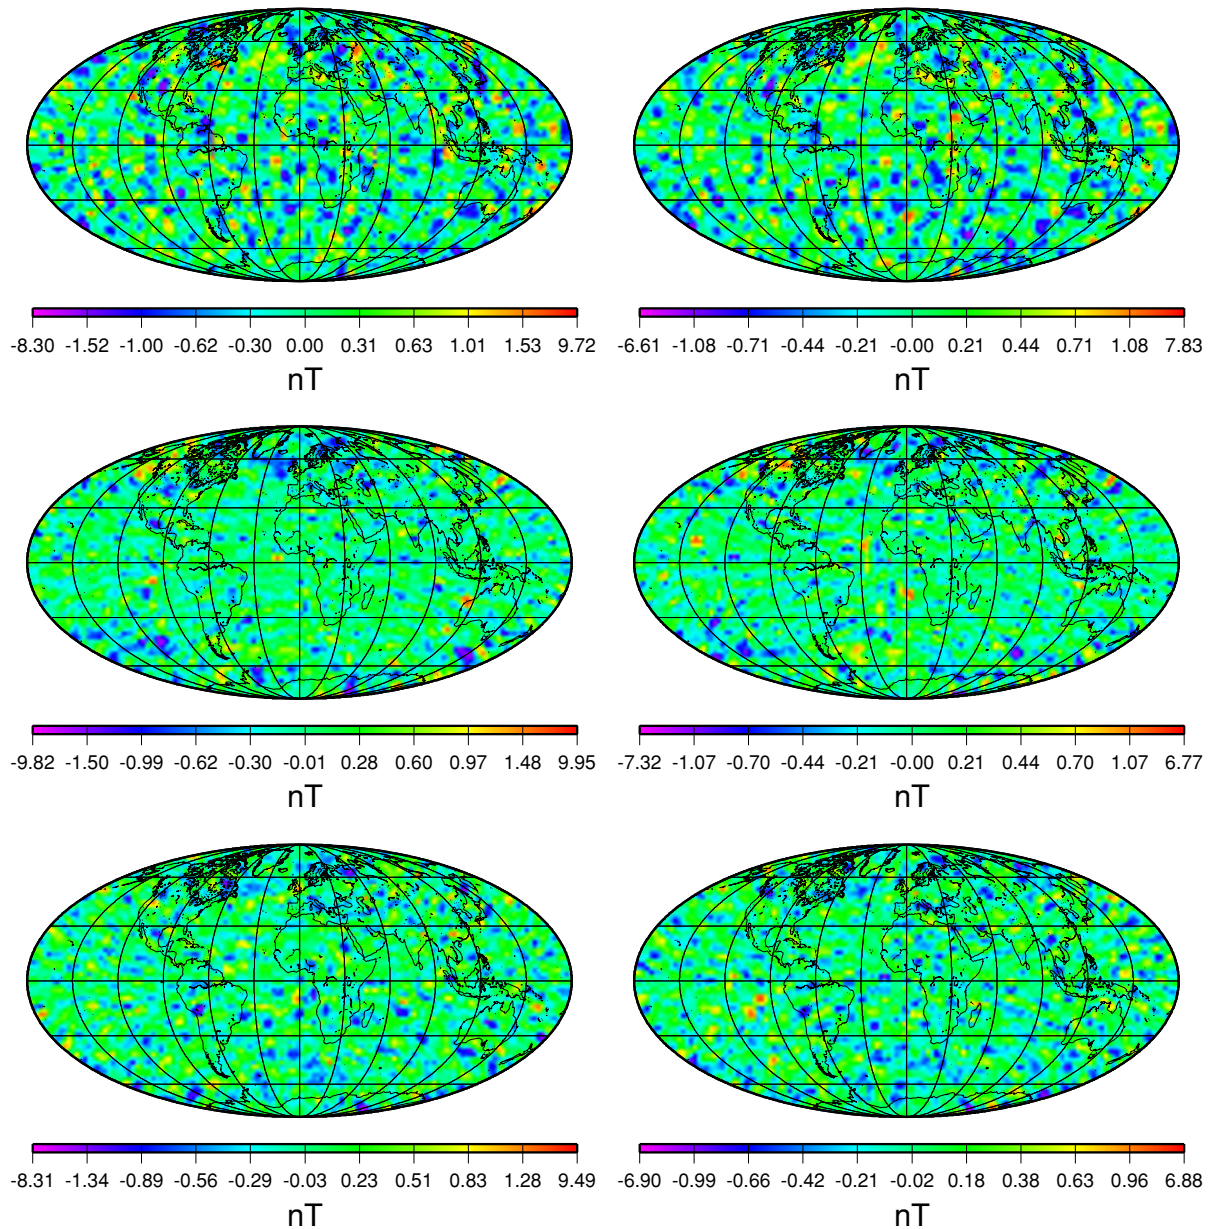 -8.30 -1.52 -1.00 -0.62 -0.30 0.00 0.31 0.63 1.01 1.53 9.72
nT
-6.61 -1.08 -0.71 -0.44 -0.21 -0.00 0.21 0.44 0.71 1.08 7.83
nT
-9.82 -1.50 -0.99 -0.62 -0.30 -0.01 0.28 0.60 0.97 1.48 9.95
nT
-7.32 -1.07 -0.70 -0.44 -0.21 -0.00 0.21 0.44 0.70 1.07 6.77
nT
-8.31 -1.34 -0.89 -0.56 -0.29 -0.03 0.23 0.51 0.83 1.28 9.49
nT
-6.90 -0.99 -0.66 -0.42 -0.21 -0.02 0.18 0.38 0.63 0.96 6.88
nT